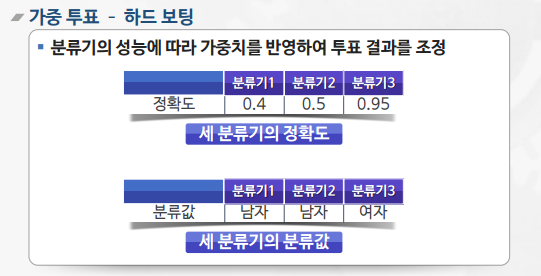 가중 투표 - 하드 보팅
분류기의 성능에 따라 가중치를 반영하여 투표 결과를 조정
분류기1 분류기2 분류기3
정확도 0.4 0.5 0.95
세 분류기의 정확도
분류기1 분류기2 분류기3
분류값 남자 남자 여자
세 분류기의 분류값